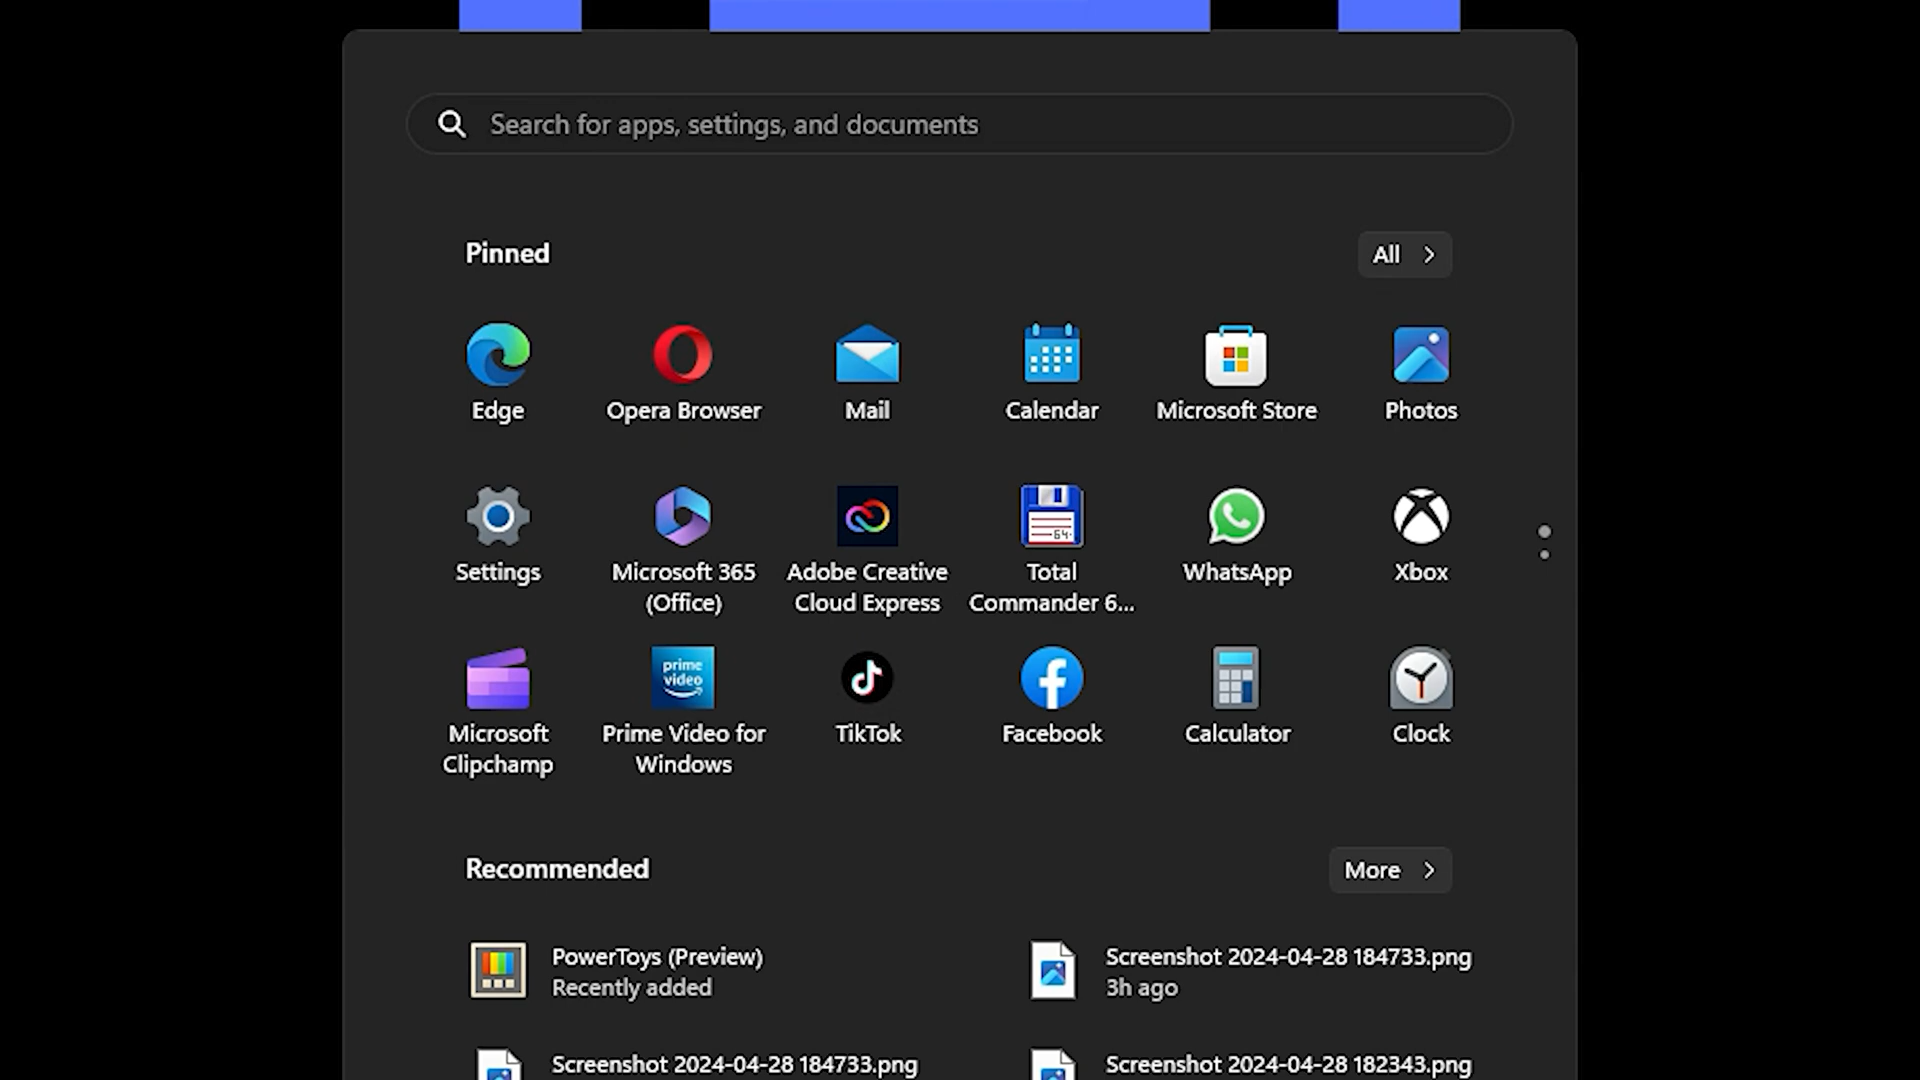 Search for apps, settings, and documents
Pinned
All
Edge
Opera Browser
Mail
Calendar
Microsoft Store
Photos
64
Settings
Microsoft 365
(Office)
Adobe Creative
Cloud Express
Total
Commander 6...
WhatsApp
Xbox
prime
video
Microsoft
Clipchamp
Prime Video for
Windows
TikTok
Facebook
Calculator
Clock
Recommended
More
PowerToys (Preview)
Recently added
Screenshot 2024-04-28 184733.png
3h ago
Screenshot 2024-04-28 184733.png
Screenshot 2024-04-28 182343.png